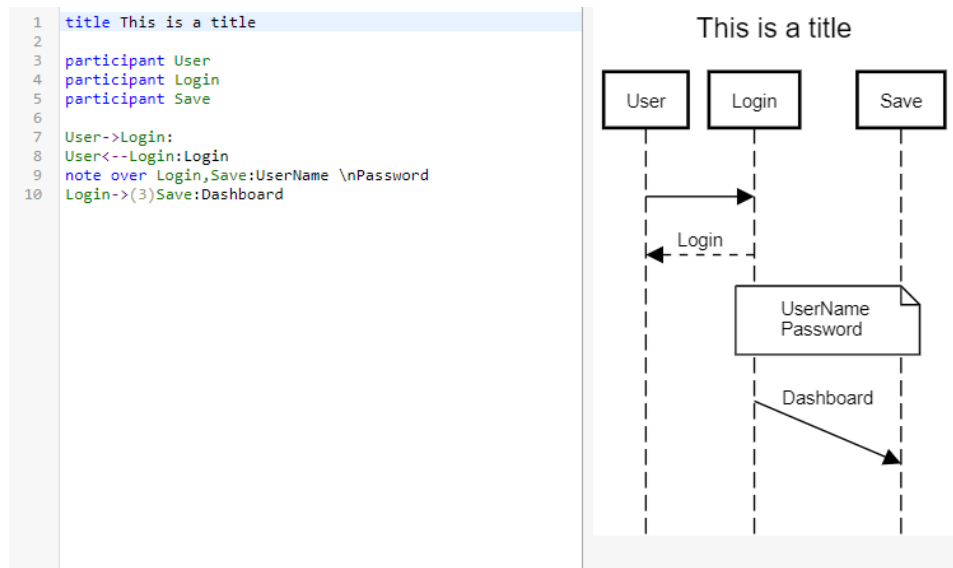 1 title This is a title
2
3 participant User
4 participant Login
5 participant Save
6
7 User->Login:
8 User<--Login:Login
9 note over Login,Save:UserName \nPassword
10 Login->(3)Save:Dashboard
This is a title
User Login Save
Login
UserName
Password
Dashboard